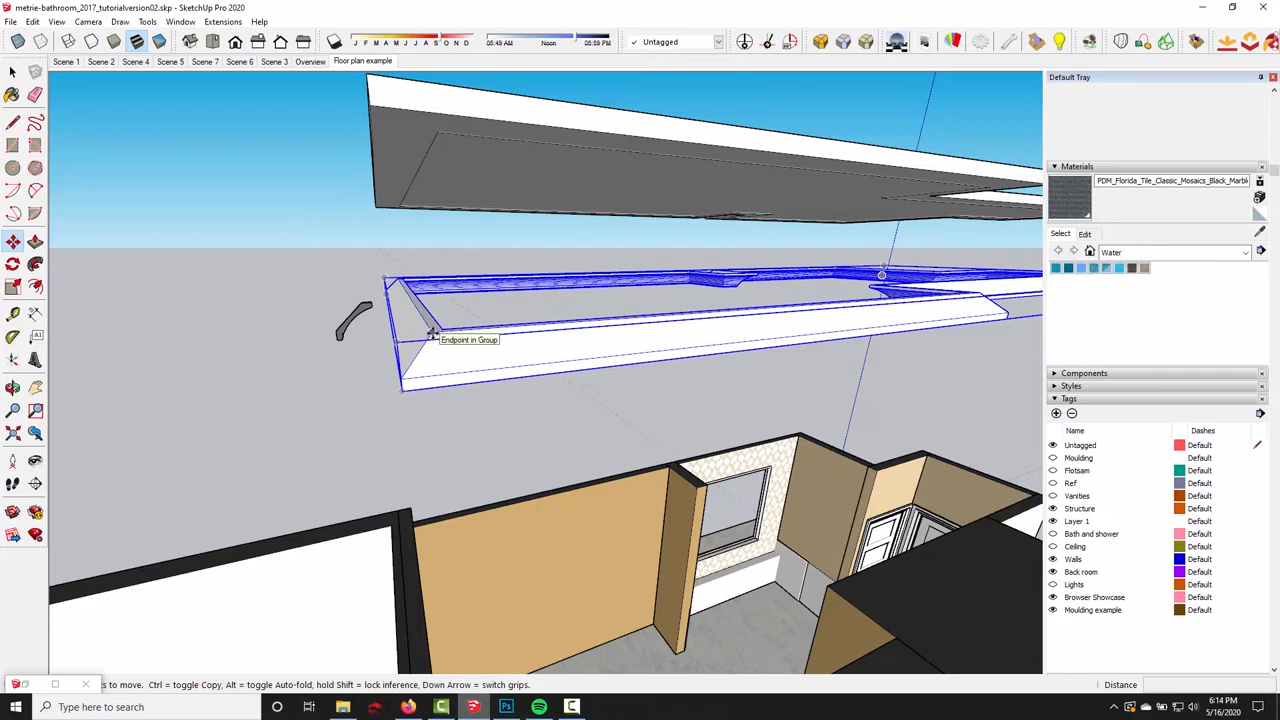 metrie-bathroom_2017_tutorialversion02.skp - SketchUp Pro 2020
File Edit View Camera Draw Tools Window Extensions Help
J F M A M J J A S O N D
05:49 AM Noon 05:59 PM
Untagged
Scene 1 Scene 2 Scene 4 Scene 5 Scene 7 Scene 6 Scene 3 Overview Floor plan example
Default Tray
Materials
PDM_Florida_Tile_Classic_Mosaics_Black_Marbl
Select Edit
Water
Endpoint in Group
Components
Styles
Tags
Name Dashes
Untagged Default
Moulding Default
Flotsam Default
Ref Default
Vanities Default
Structure Default
Layer 1 Default
Bath and shower Default
Ceiling Default
Walls Default
Back room Default
Lights Default
Browser Showcase Default
Moulding example Default
ts to move. Ctrl = toggle Copy, Alt = toggle Auto-fold, hold Shift = lock inference, Down Arrow = switch grips.
Distance
Type here to search
6:14 PM
5/16/2020